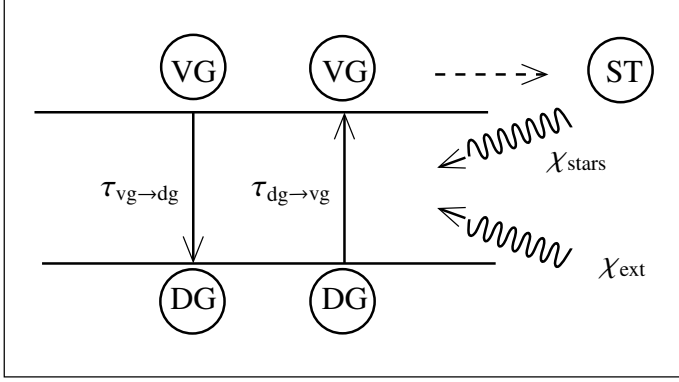 VG VG ST
τvg→dg τdg→vg χstars
χext
DG DG